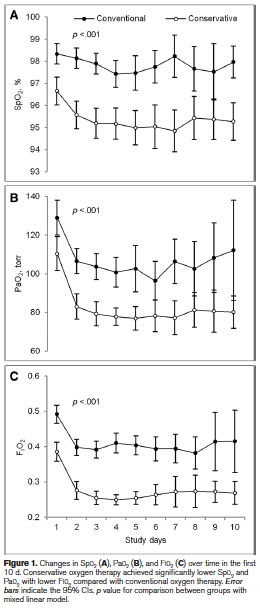 A
Conventional
Conservative
p <.001
SpO₂, %
99
98
97
96
95
94
93
B
p <.001
PaO₂, torr
140
120
100
80
60
C
p <.001
FᵢO₂
0.6
0.5
0.4
0.3
0.2
1 2 3 4 5 6 7 8 9 10
Study days
Figure 1. Changes in SpO₂ (A), PaO₂ (B), and FIO₂ (C) over time in the first
10 d. Conservative oxygen therapy achieved significantly lower SpO₂ and
PaO₂ with lower FIO₂ compared with conventional oxygen therapy. Error
bars indicate the 95% CIs. p value for comparison between groups with
mixed linear model.